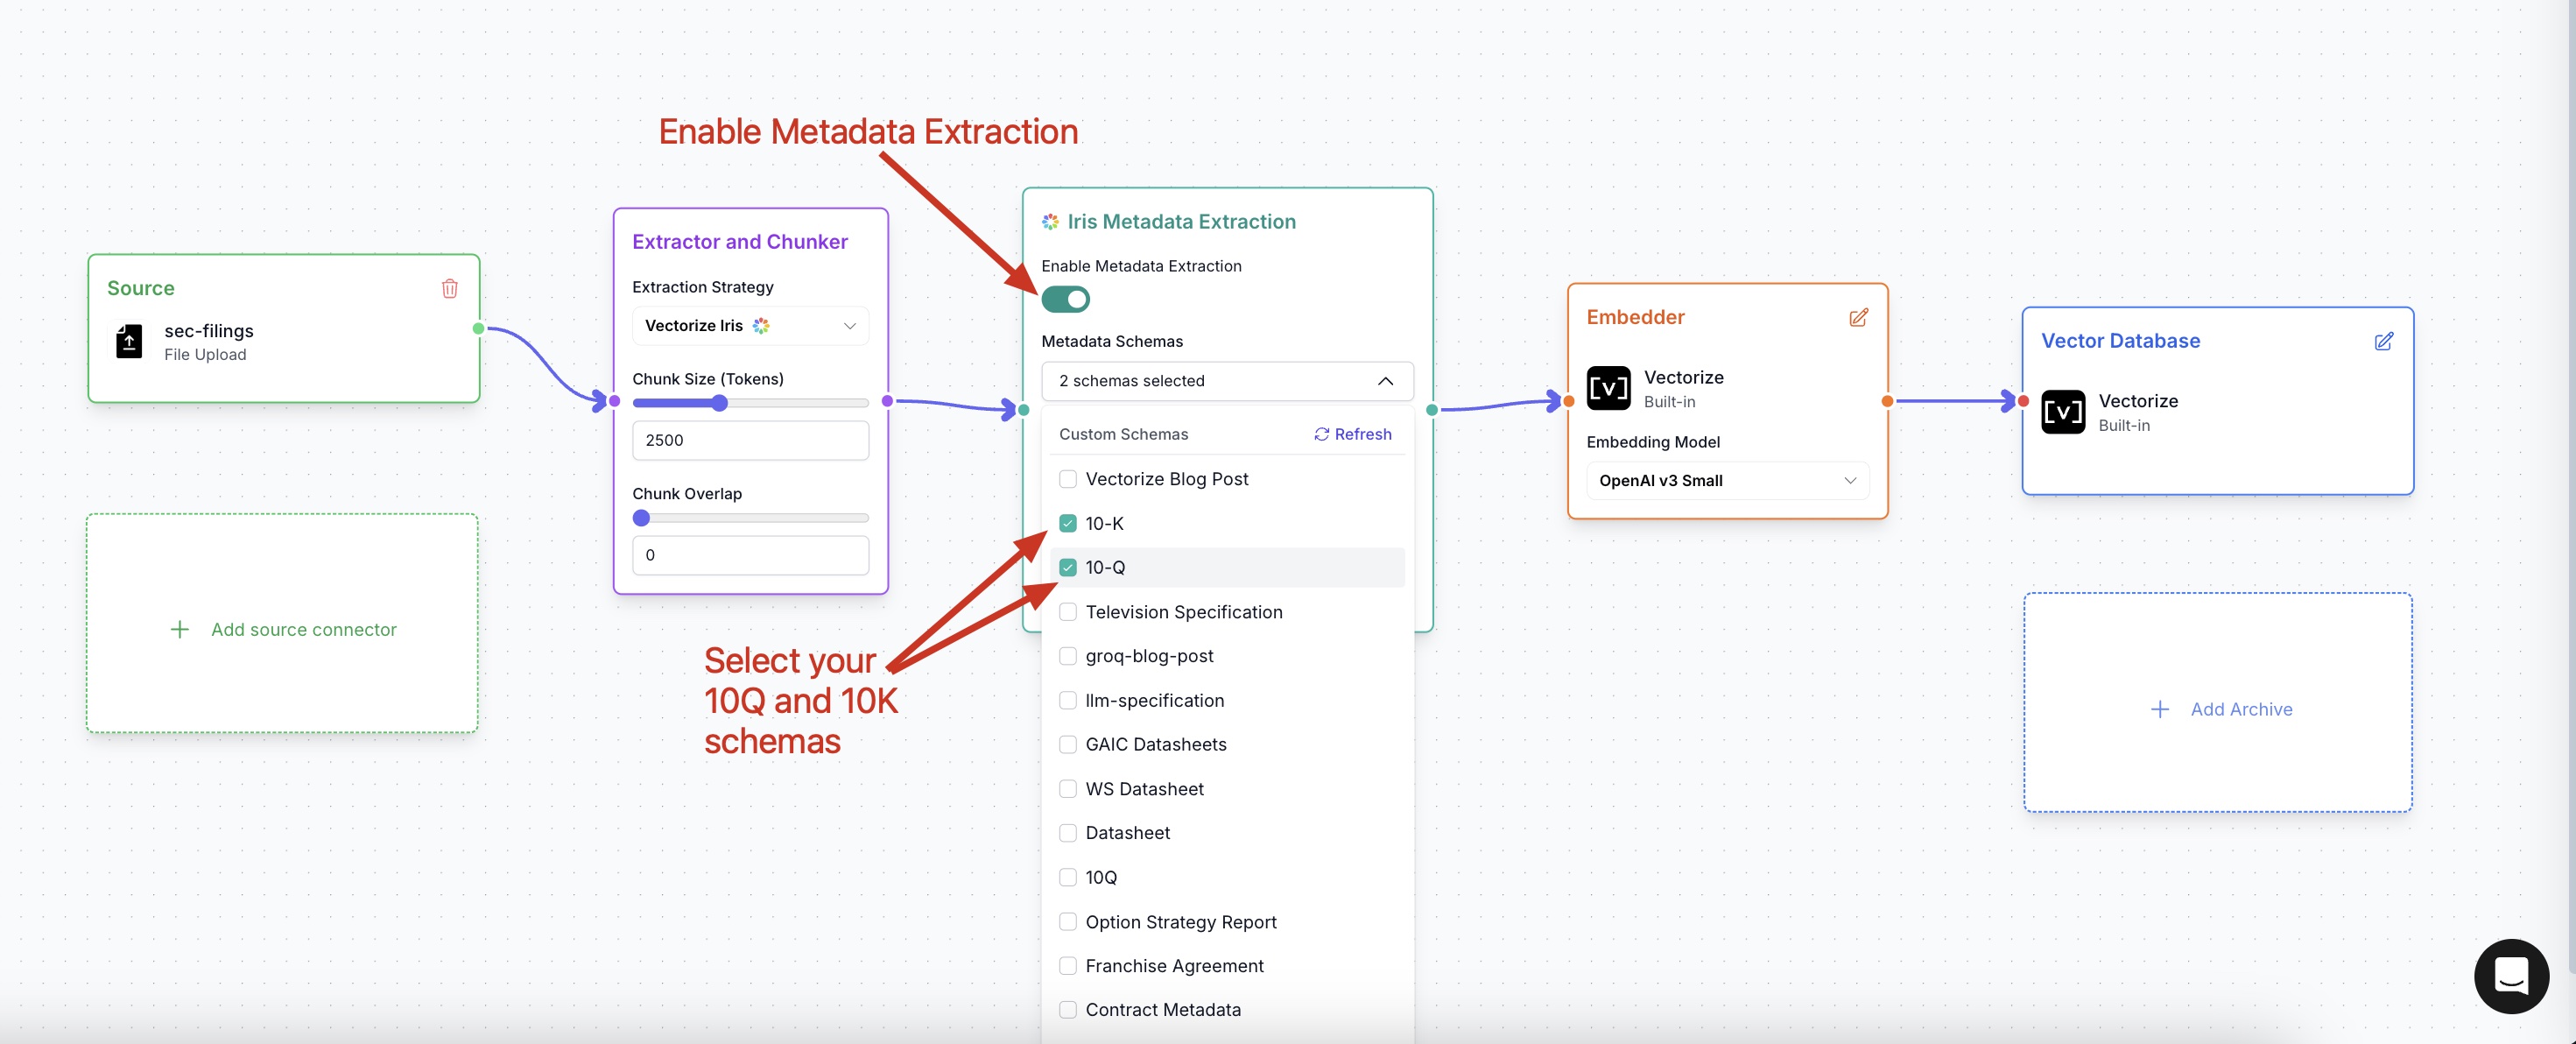 Enable Metadata Extraction
Source
sec-filings
File Upload
Add source connector
Extractor and Chunker
Extraction Strategy
Vectorize Iris
Chunk Size (Tokens)
2500
Chunk Overlap
0
Select your
10Q and 10K
schemas
Iris Metadata Extraction
Enable Metadata Extraction
Metadata Schemas
2 schemas selected
Custom Schemas Refresh
Vectorize Blog Post
10-K
10-Q
Television Specification
groq-blog-post
llm-specification
GAIC Datasheets
WS Datasheet
Datasheet
10Q
Option Strategy Report
Franchise Agreement
Contract Metadata
Embedder
[V] Vectorize
Built-in
Embedding Model
OpenAI v3 Small
Vector Database
[V] Vectorize
Built-in
Add Archive